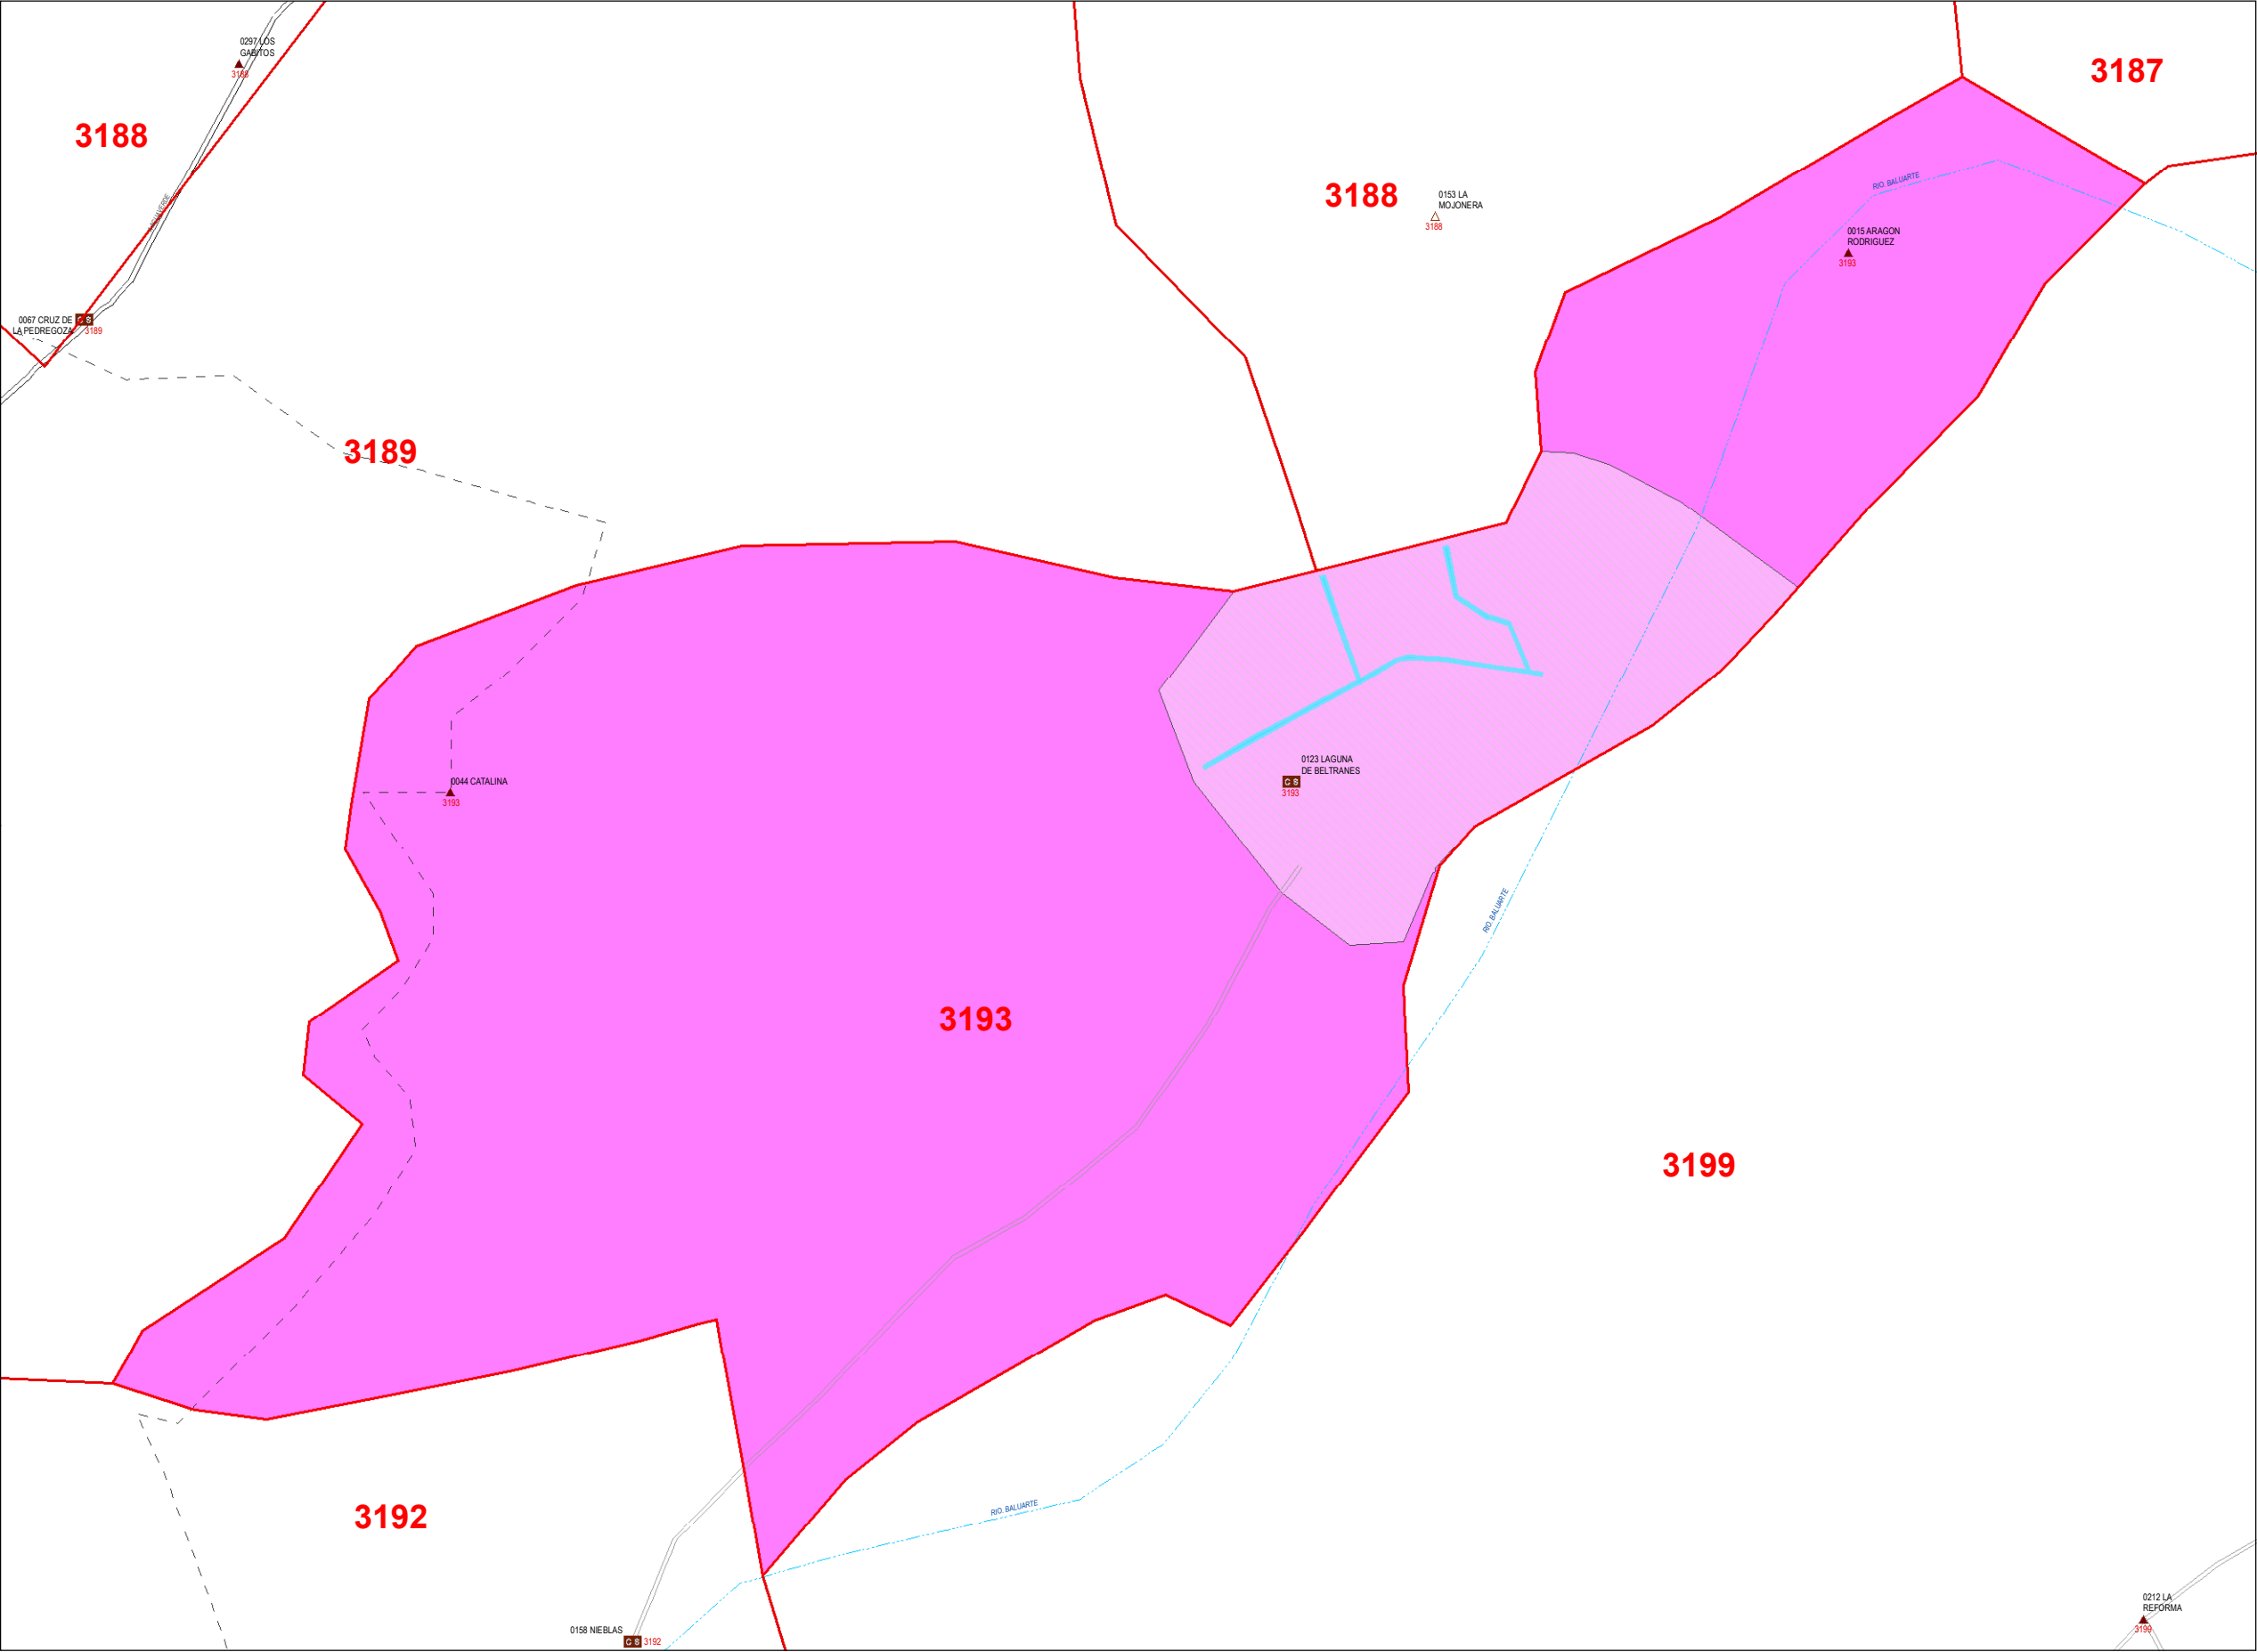 0297 LOS
GABITOS
3188
3187
3188
3188
0153 LA
MOJONERA
3188
RIO. BALUARTE
0015 ARAGON
RODRIGUEZ
3193
0067 CRUZ DE
LA PEDREGOZA
C S
3189
3189
0123 LAGUNA
DE BELTRANES
C S
3193
0044 CATALINA
3193
RIO. BALUARTE
3193
3199
3192
RIO. BALUARTE
0158 NIEBLAS
C S 3192
0212 LA
REFORMA
3199